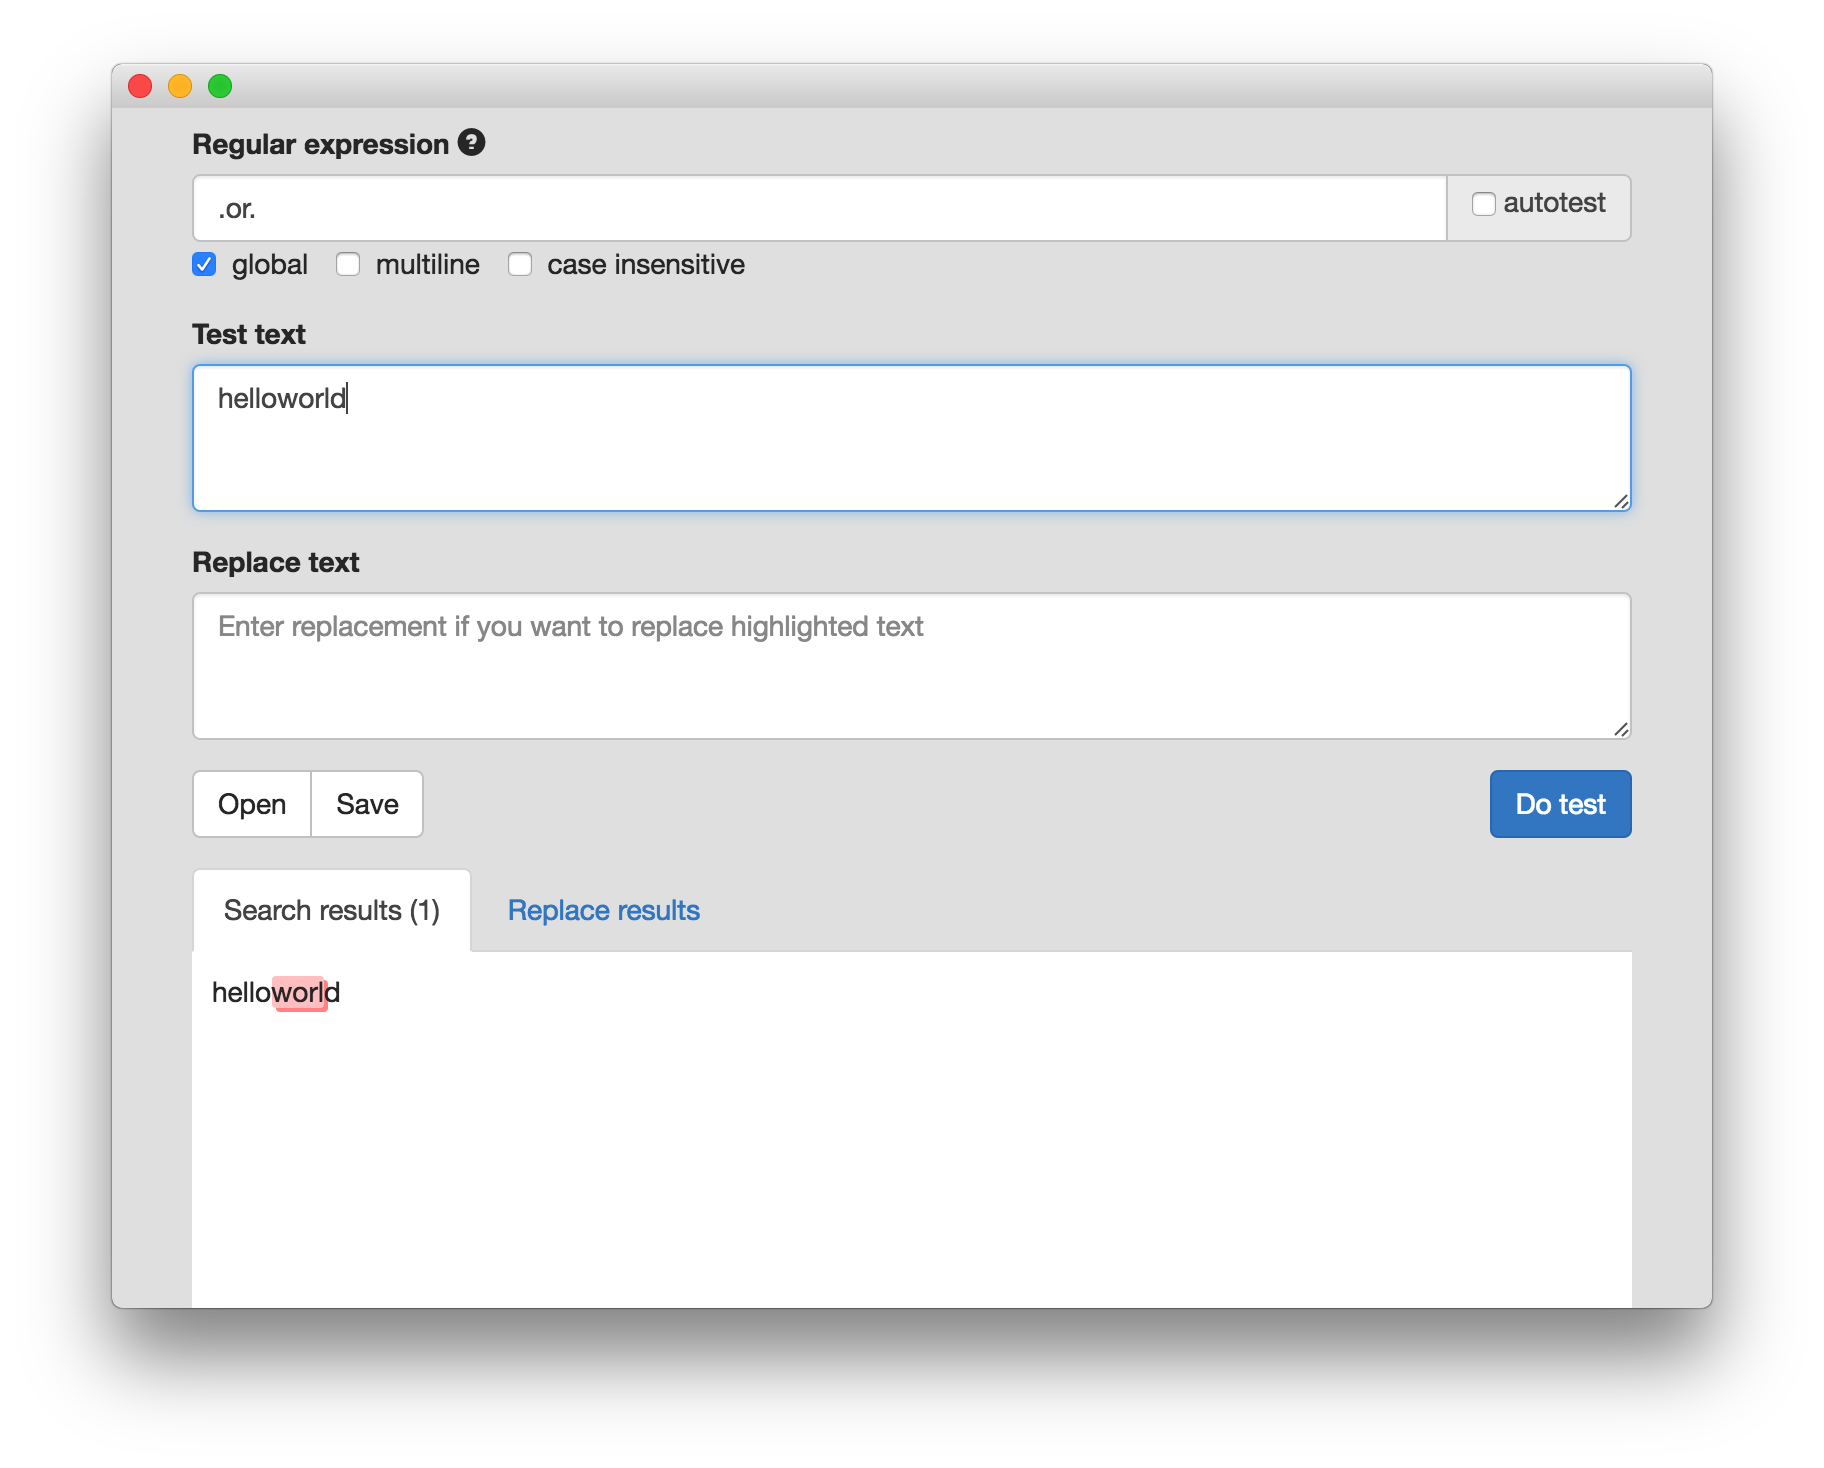 Regular expression
.or.
autotest
global multiline case insensitive
Test text
helloworld
Replace text
Enter replacement if you want to replace highlighted text
Open Save Do test
Search results (1) Replace results
helloworld